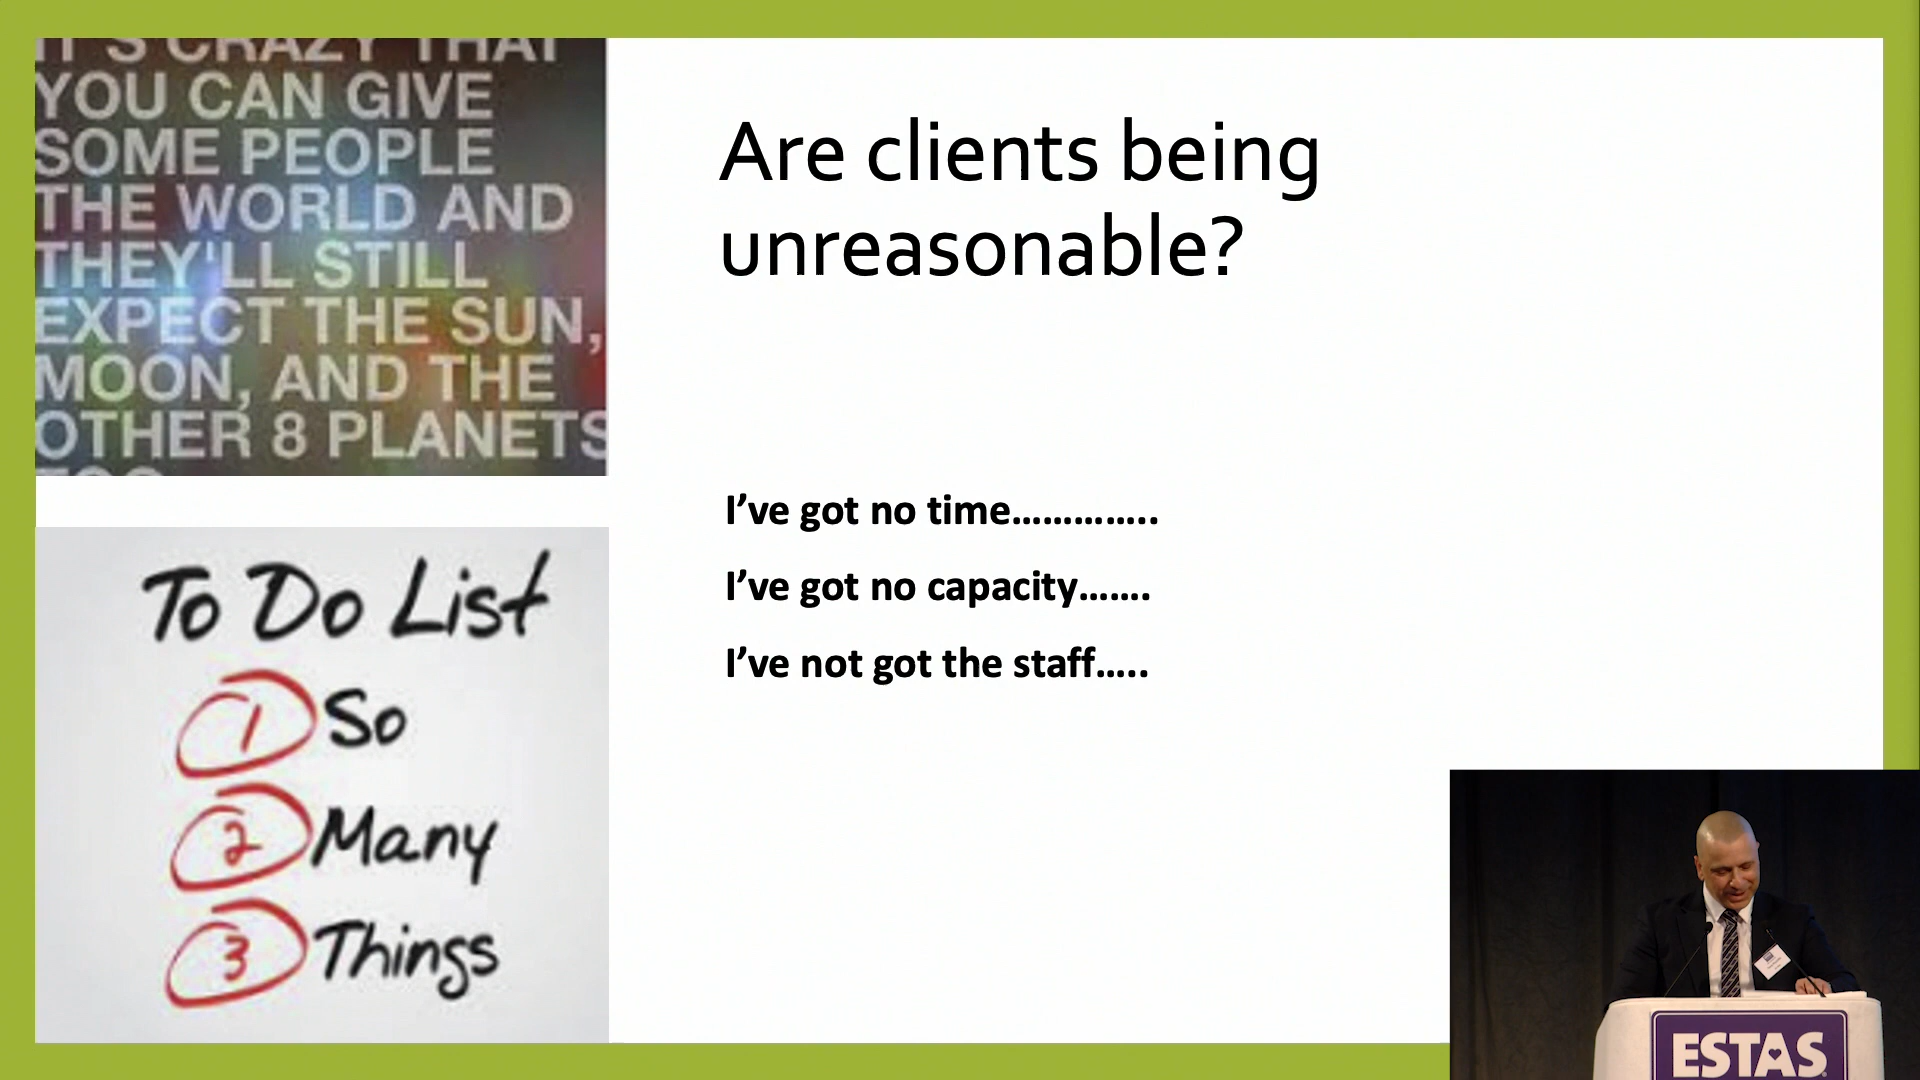 IT'S CRAZY THAT
YOU CAN GIVE
SOME PEOPLE
THE WORLD AND
THEY'LL STILL
EXPECT THE SUN,
MOON, AND THE
OTHER 8 PLANETS
Are clients being
unreasonable?
I’ve got no time…………..
I’ve got no capacity…….
I’ve not got the staff…..
To Do List
1 So
2 Many
3 Things
ESTAS